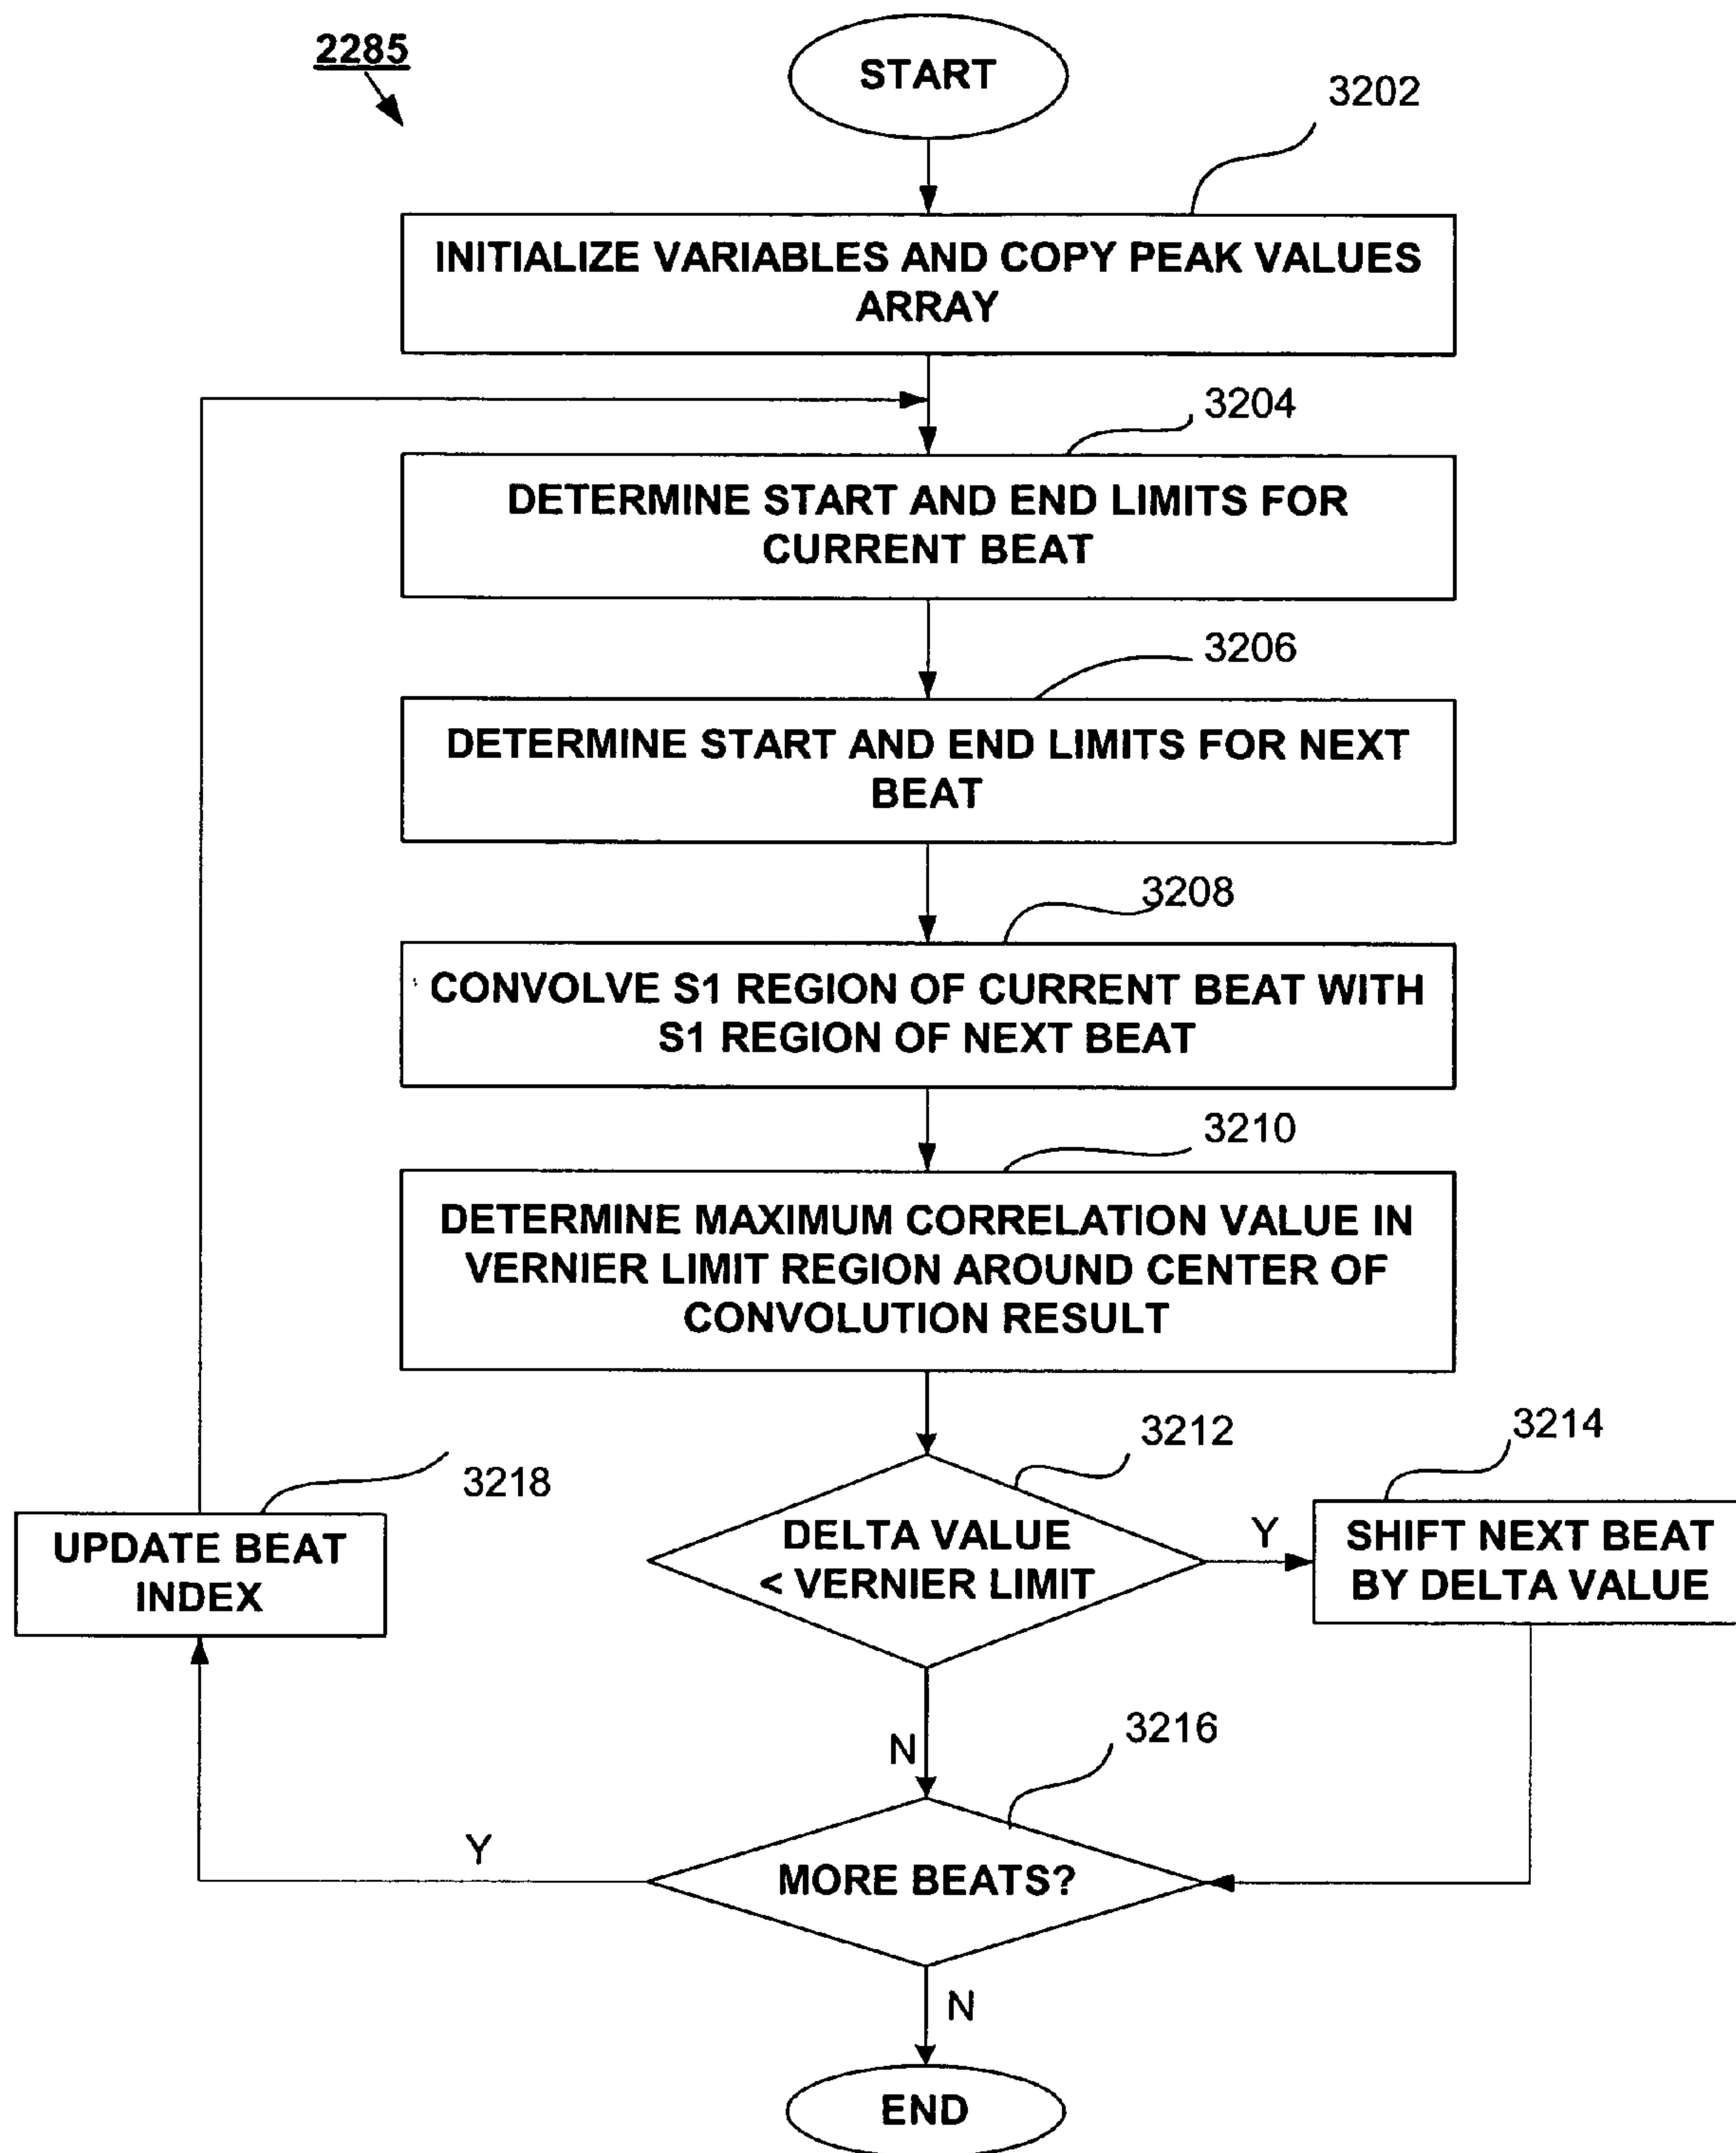 2285
START
3202
INITIALIZE VARIABLES AND COPY PEAK VALUES
ARRAY
3204
DETERMINE START AND END LIMITS FOR
CURRENT BEAT
3206
DETERMINE START AND END LIMITS FOR NEXT
BEAT
3208
CONVOLVE S1 REGION OF CURRENT BEAT WITH
S1 REGION OF NEXT BEAT
3210
DETERMINE MAXIMUM CORRELATION VALUE IN
VERNIER LIMIT REGION AROUND CENTER OF
CONVOLUTION RESULT
3212
DELTA VALUE
< VERNIER LIMIT
Y
3214
SHIFT NEXT BEAT
BY DELTA VALUE
3218
UPDATE BEAT
INDEX
N
3216
MORE BEATS?
Y
N
END